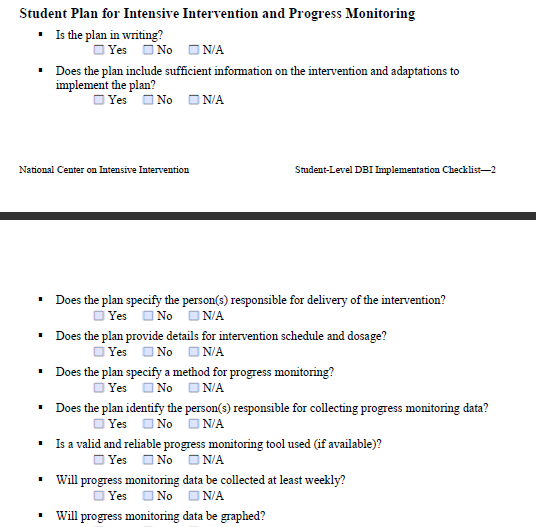 Student Plan for Intensive Intervention and Progress Monitoring
▪ Is the plan in writing?
☐ Yes ☐ No ☐ N/A
▪ Does the plan include sufficient information on the intervention and adaptations to
implement the plan?
☐ Yes ☐ No ☐ N/A
National Center on Intensive Intervention Student-Level DBI Implementation Checklist—2
▪ Does the plan specify the person(s) responsible for delivery of the intervention?
☐ Yes ☐ No ☐ N/A
▪ Does the plan provide details for intervention schedule and dosage?
☐ Yes ☐ No ☐ N/A
▪ Does the plan specify a method for progress monitoring?
☐ Yes ☐ No ☐ N/A
▪ Does the plan identify the person(s) responsible for collecting progress monitoring data?
☐ Yes ☐ No ☐ N/A
▪ Is a valid and reliable progress monitoring tool used (if available)?
☐ Yes ☐ No ☐ N/A
▪ Will progress monitoring data be collected at least weekly?
☐ Yes ☐ No ☐ N/A
▪ Will progress monitoring data be graphed?